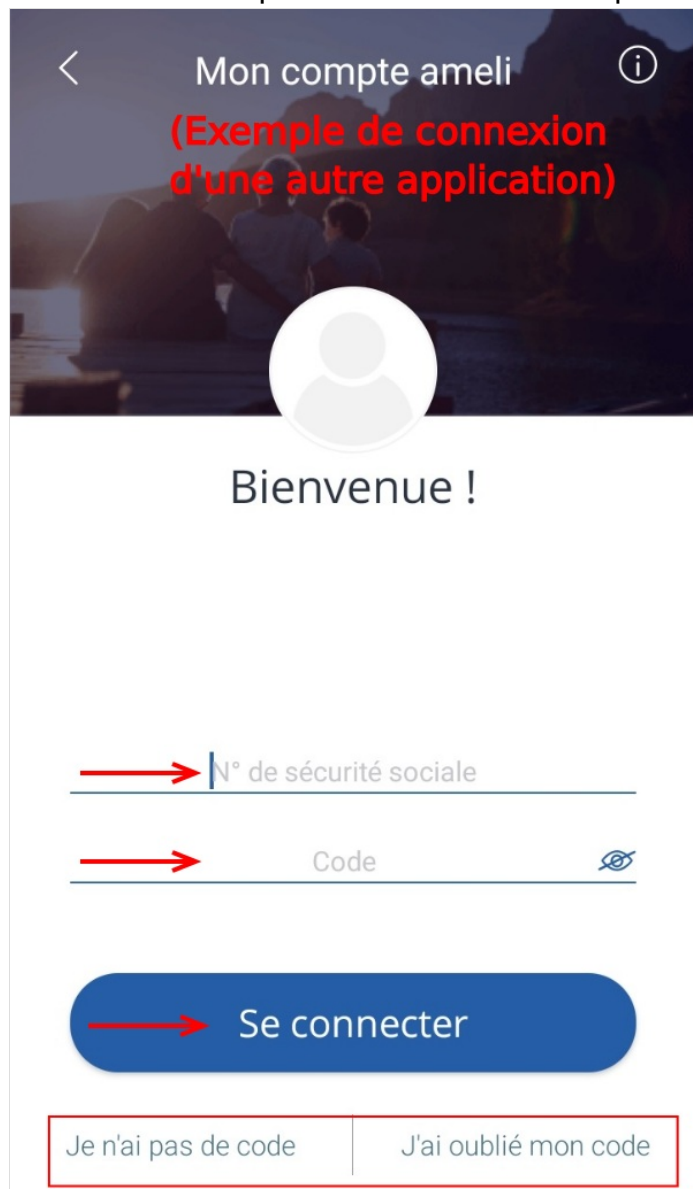 Mon compte ameli
(Exemple de connexion
d'une autre application)
Bienvenue !
N° de sécurité sociale
Code
Se connecter
Je n'ai pas de code
J'ai oublié mon code